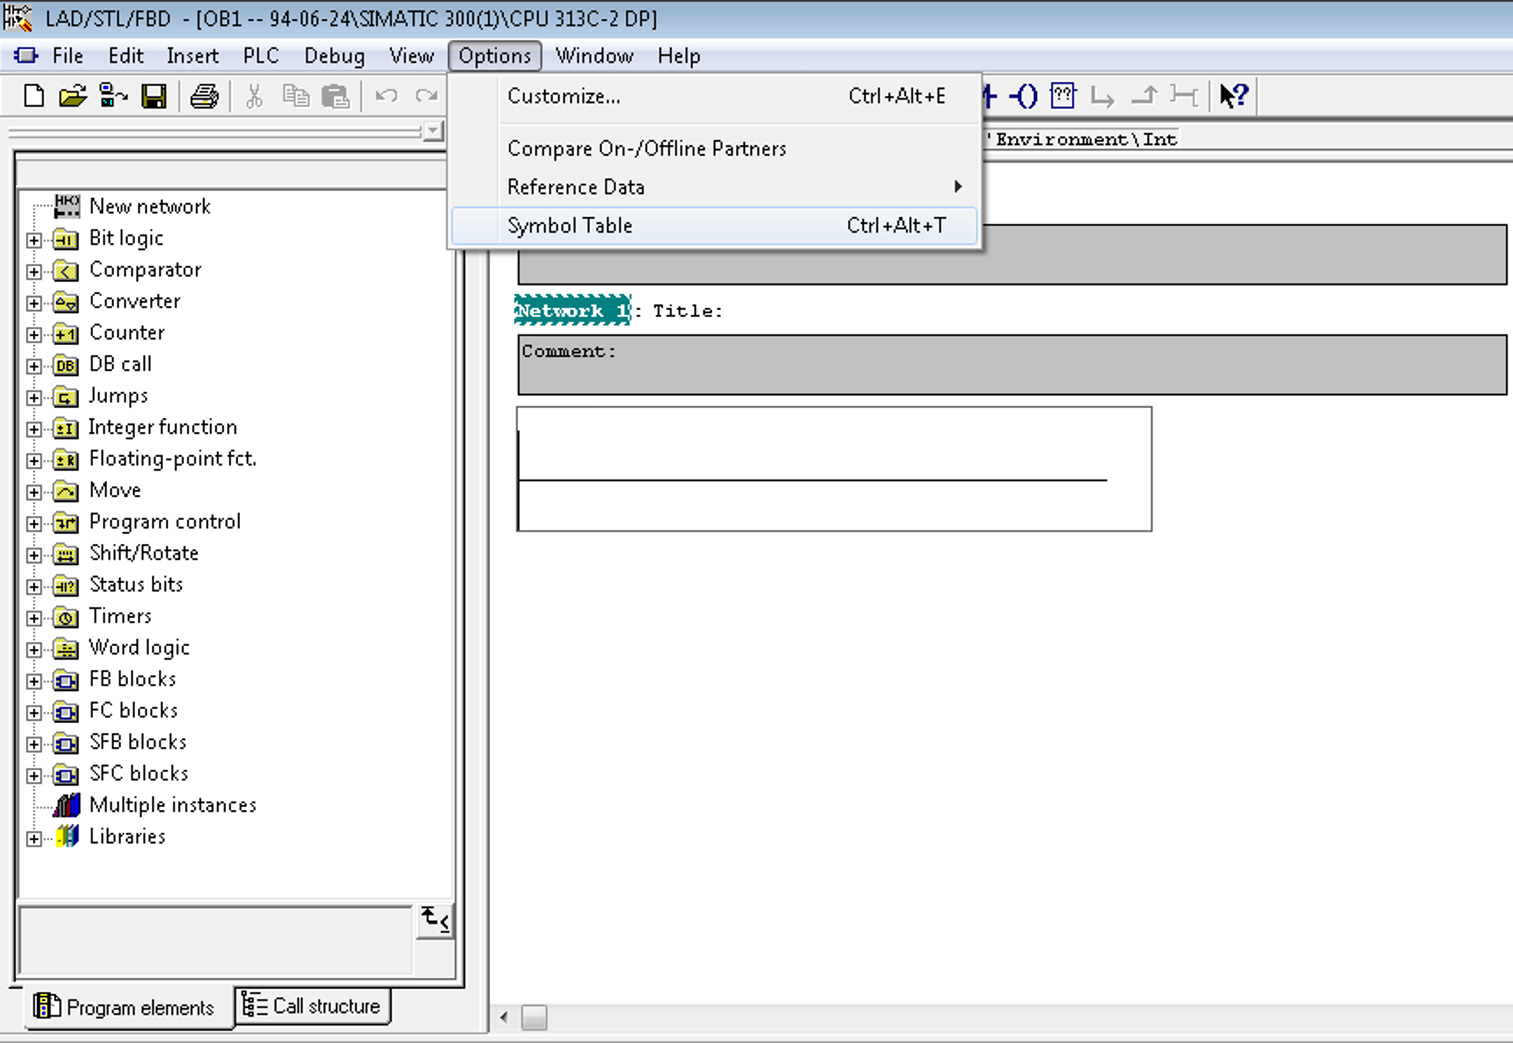 LAD/STL/FBD - [OB1 -- 94-06-24\SIMATIC 300(1)\CPU 313C-2 DP]
File Edit Insert PLC Debug View Options Window Help
Customize... Ctrl+Alt+E
Compare On-/Offline Partners
Reference Data
Symbol Table Ctrl+Alt+T
'Environment\Int
New network
Bit logic
Comparator
Converter
Counter
DB call
Jumps
Integer function
Floating-point fct.
Move
Program control
Shift/Rotate
Status bits
Timers
Word logic
FB blocks
FC blocks
SFB blocks
SFC blocks
Multiple instances
Libraries
Program elements Call structure
Network 1: Title:
Comment: